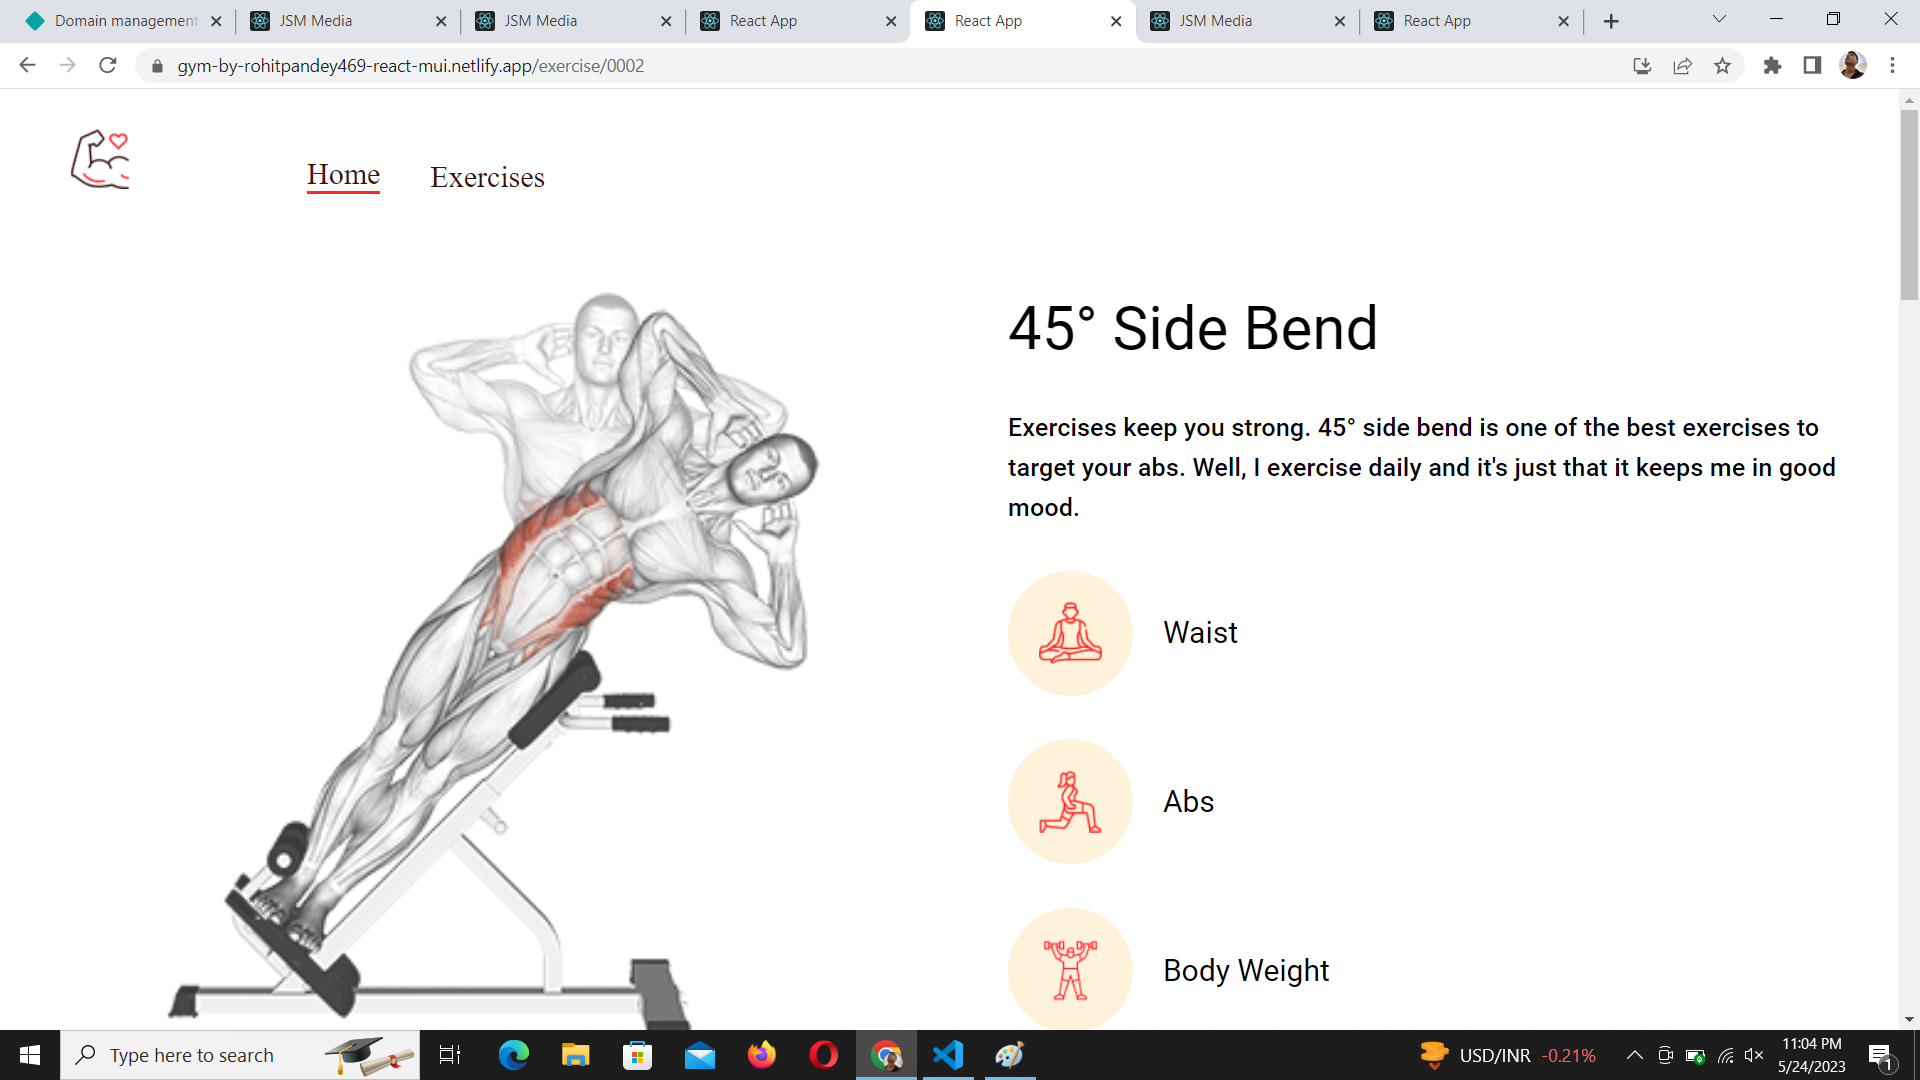 Domain management
JSM Media
JSM Media
React App
React App
JSM Media
React App
gym-by-rohitpandey469-react-mui.netlify.app/exercise/0002
Home
Exercises
45° Side Bend
Exercises keep you strong. 45° side bend is one of the best exercises to
target your abs. Well, I exercise daily and it's just that it keeps me in good
mood.
Waist
Abs
Body Weight
Type here to search
USD/INR -0.21%
11:04 PM
5/24/2023
1